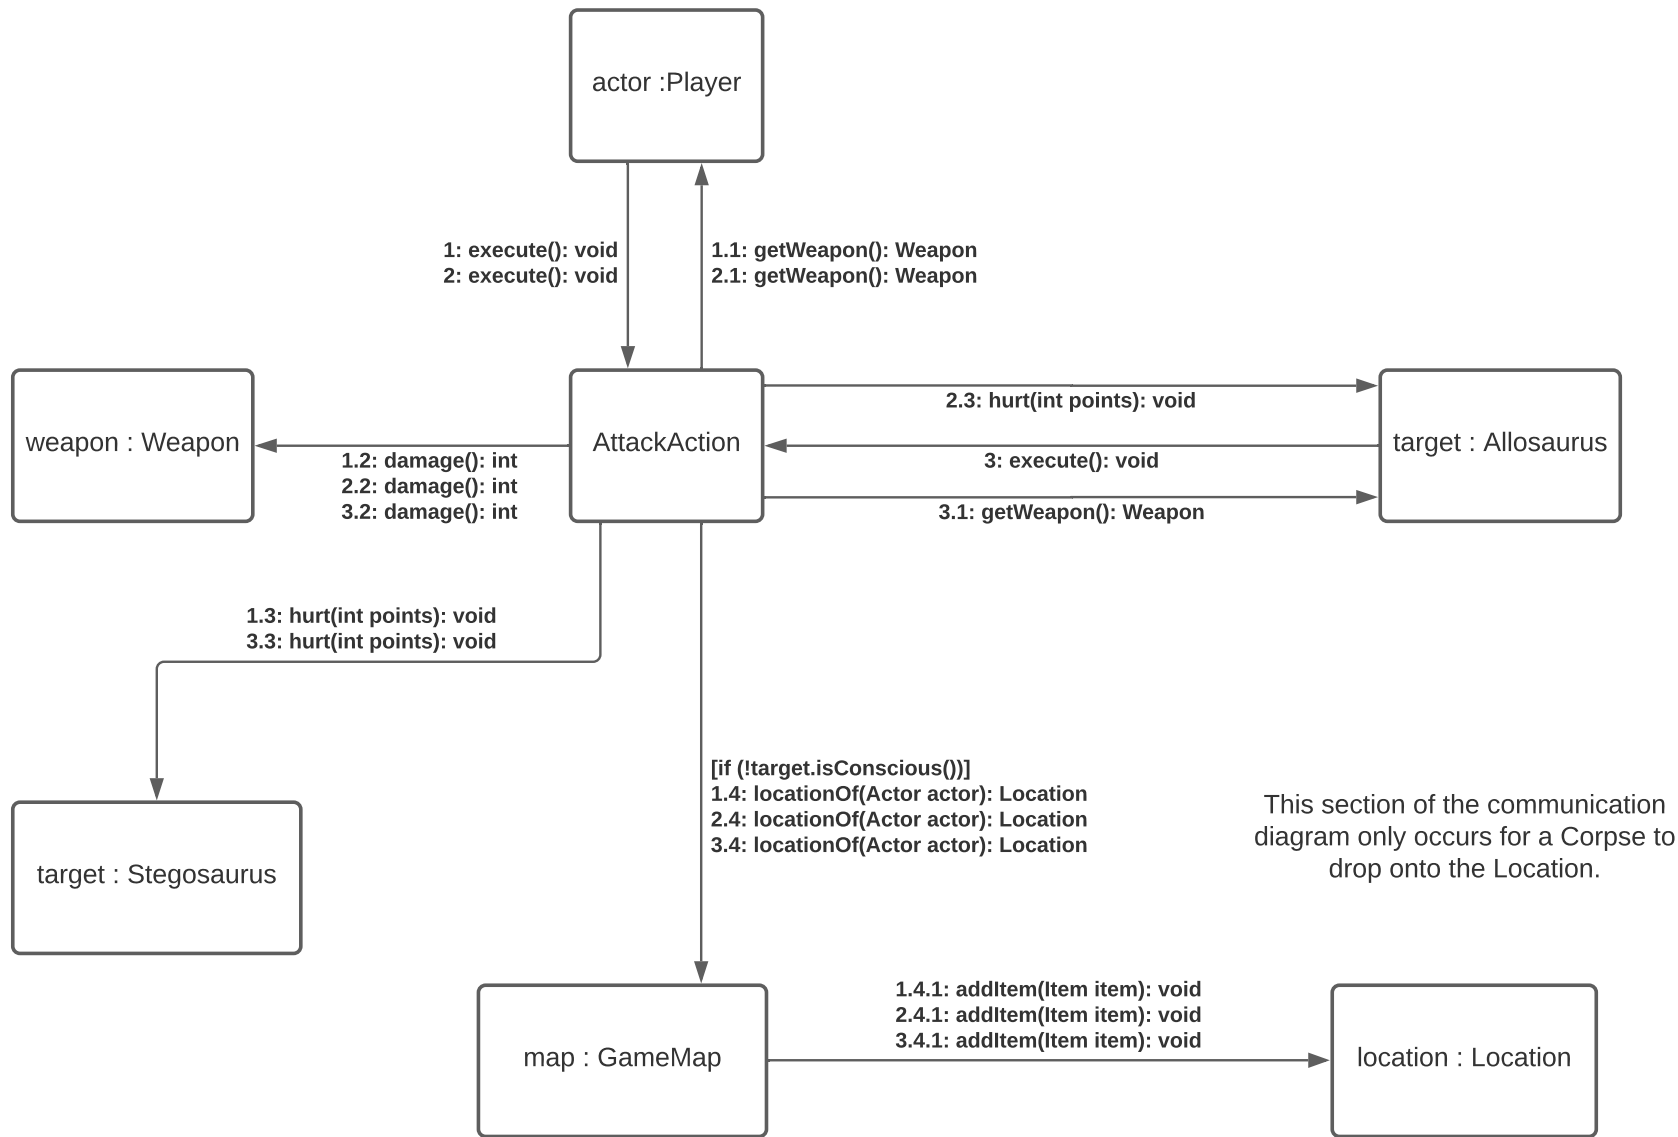 actor :Player
1: execute(): void
2: execute(): void
1.1: getWeapon(): Weapon
2.1: getWeapon(): Weapon
weapon : Weapon
1.2: damage(): int
2.2: damage(): int
3.2: damage(): int
AttackAction
2.3: hurt(int points): void
3: execute(): void
3.1: getWeapon(): Weapon
target : Allosaurus
1.3: hurt(int points): void
3.3: hurt(int points): void
target : Stegosaurus
[if (!target.isConscious())]
1.4: locationOf(Actor actor): Location
2.4: locationOf(Actor actor): Location
3.4: locationOf(Actor actor): Location
This section of the communication
diagram only occurs for a Corpse to
drop onto the Location.
map : GameMap
1.4.1: addItem(Item item): void
2.4.1: addItem(Item item): void
3.4.1: addItem(Item item): void
location : Location